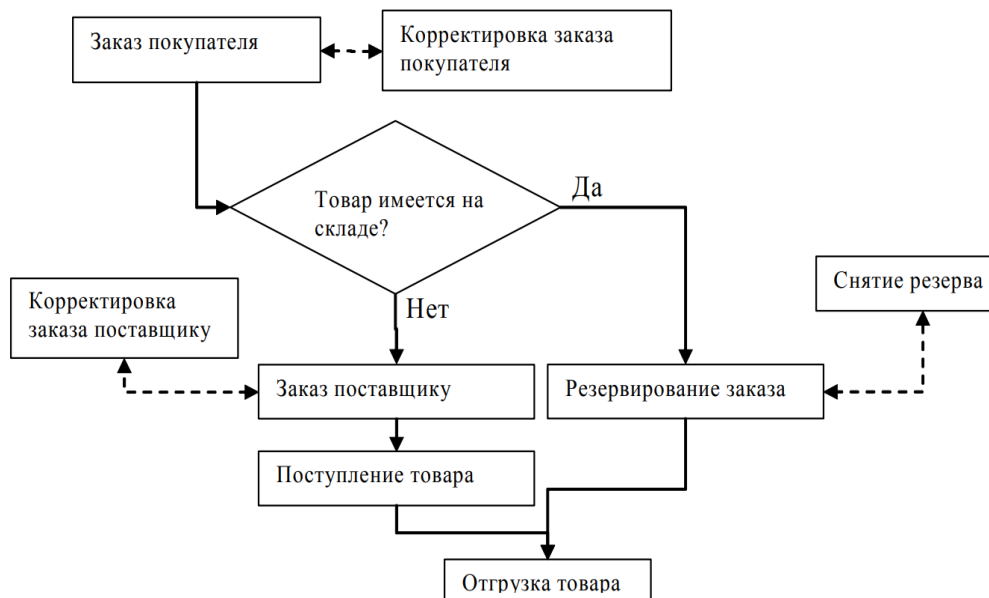 Заказ покупателя
Корректировка заказа
покупателя
Да
Товар имеется на
складе?
Снятие резерва
Корректировка
заказа поставщику
Нет
Заказ поставщику
Резервирование заказа
Поступление товара
Отгрузка товара